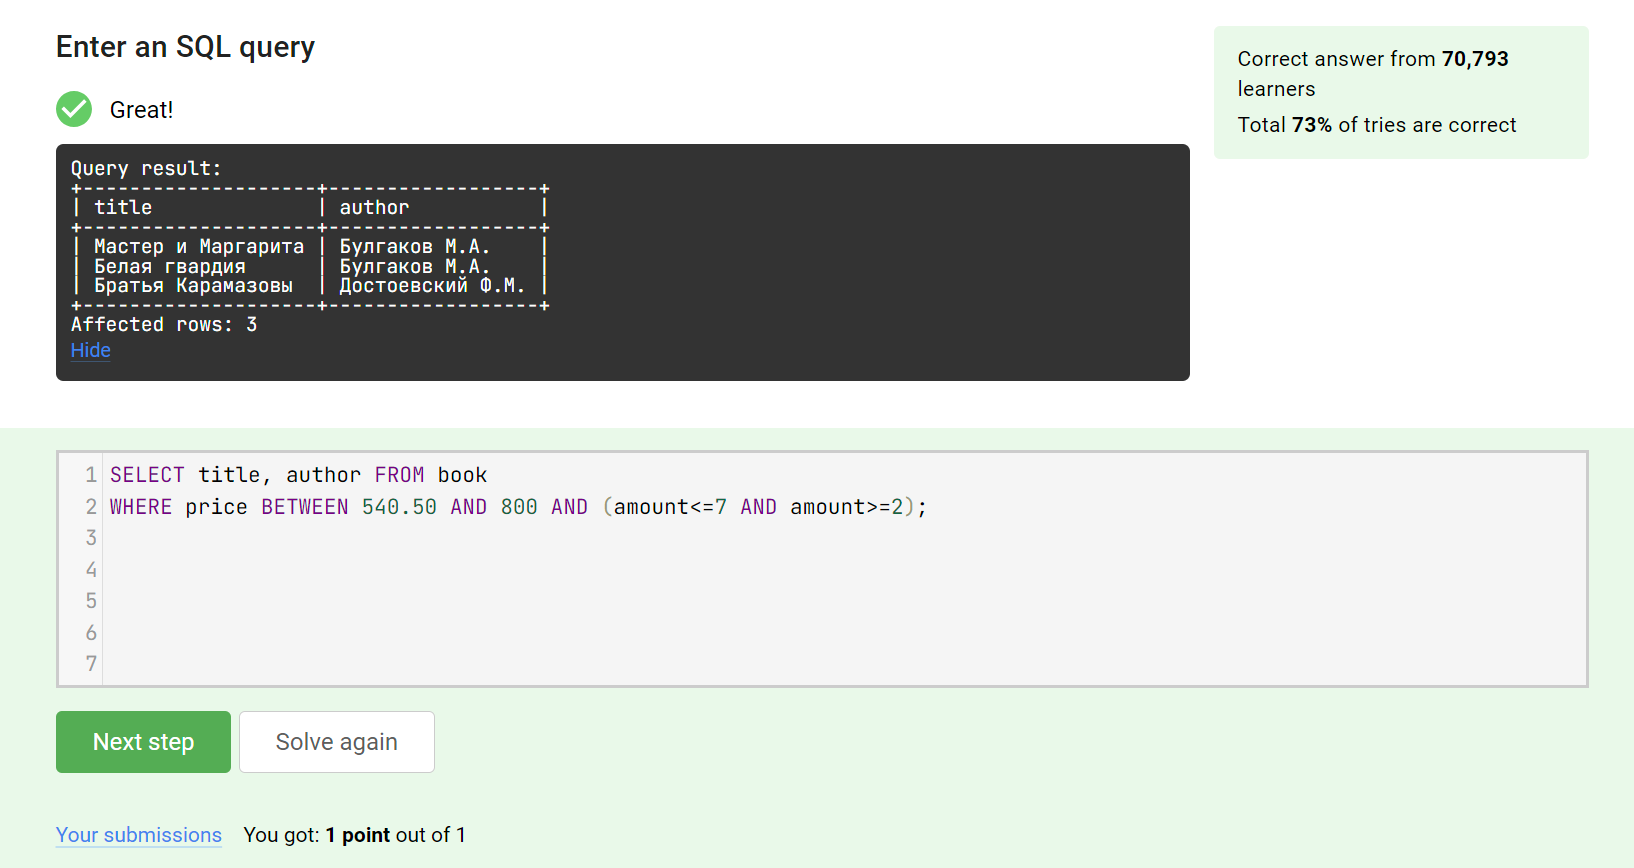 Enter an SQL query
Great!
Query result:
+--------------------+------------------+
| title              | author           |
+--------------------+------------------+
| Мастер и Маргарита | Булгаков М.А.    |
| Белая гвардия      | Булгаков М.А.    |
| Братья Карамазовы  | Достоевский Ф.М. |
+--------------------+------------------+
Affected rows: 3
Hide
Correct answer from 70,793
learners
Total 73% of tries are correct
1 SELECT title, author FROM book
2 WHERE price BETWEEN 540.50 AND 800 AND (amount<=7 AND amount>=2);
3
4
5
6
7
Next step
Solve again
Your submissions You got: 1 point out of 1